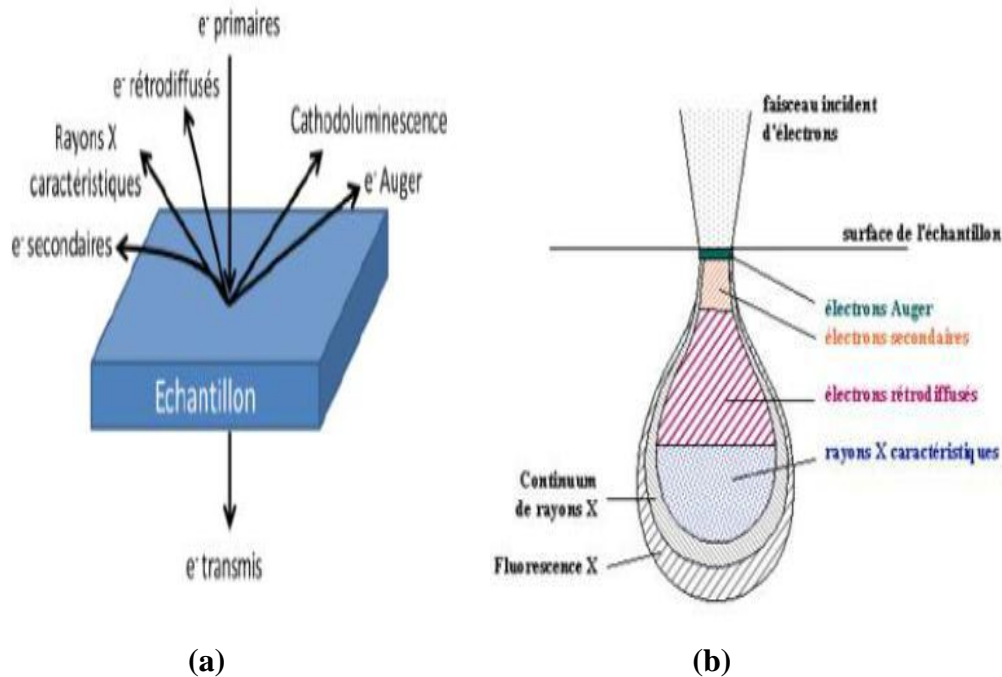 e⁻ primaires
e⁻ rétrodiffusés
Rayons X
caractéristiques
Cathodoluminescence
e⁻ Auger
e⁻ secondaires
Echantillon
e⁻ transmis
(a)
faisceau incident
d'électrons
surface de l'échantillon
électrons Auger
électrons secondaires
électrons rétrodiffusés
rayons X caractéristiques
Continuum
de rayons X
Fluorescence X
(b)